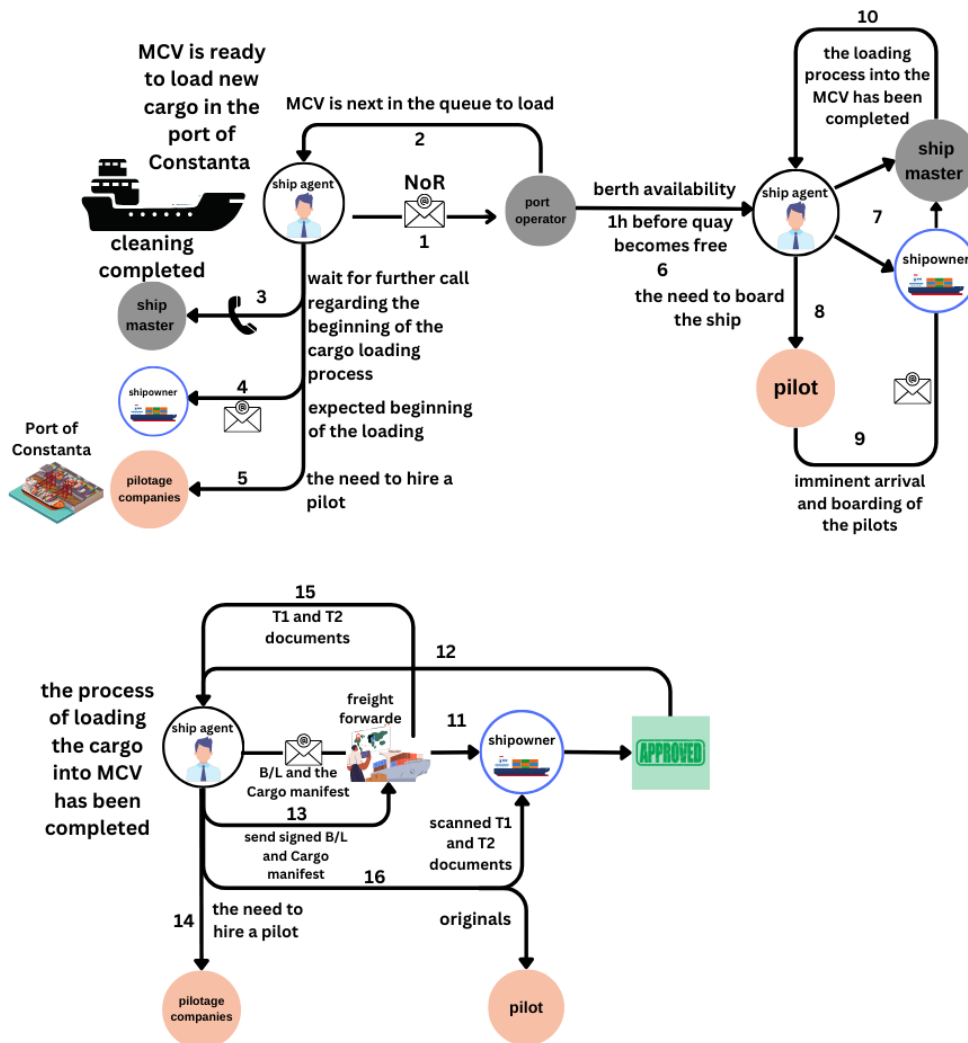 MCV is ready
to load new
cargo in the
port of
Constanta
cleaning
completed
MCV is next in the queue to load
2
ship agent
NoR
@
1
port
operator
ship
master
3
wait for further call
regarding the
beginning of the
cargo loading
process
shipowner
4
@
expected beginning
of the loading
Port of
Constanta
pilotage
companies
5
the need to hire a
pilot
10
the loading
process into the
MCV has been
completed
ship
master
berth availability
1h before quay
becomes free
6
ship agent
7
shipowner
the need to board
the ship
8
pilot
@
9
imminent arrival
and boarding
of the pilots
15
T1 and T2
documents
12
the process
of loading
the cargo
into MCV
has been
completed
ship agent
@
B/L and the
Cargo manifest
freight
forwarde
11
shipowner
APPROVED
13
send signed B/L
and Cargo
manifest
scanned T1
and T2
documents
16
14
the need to
hire a pilot
originals
pilotage
companies
pilot